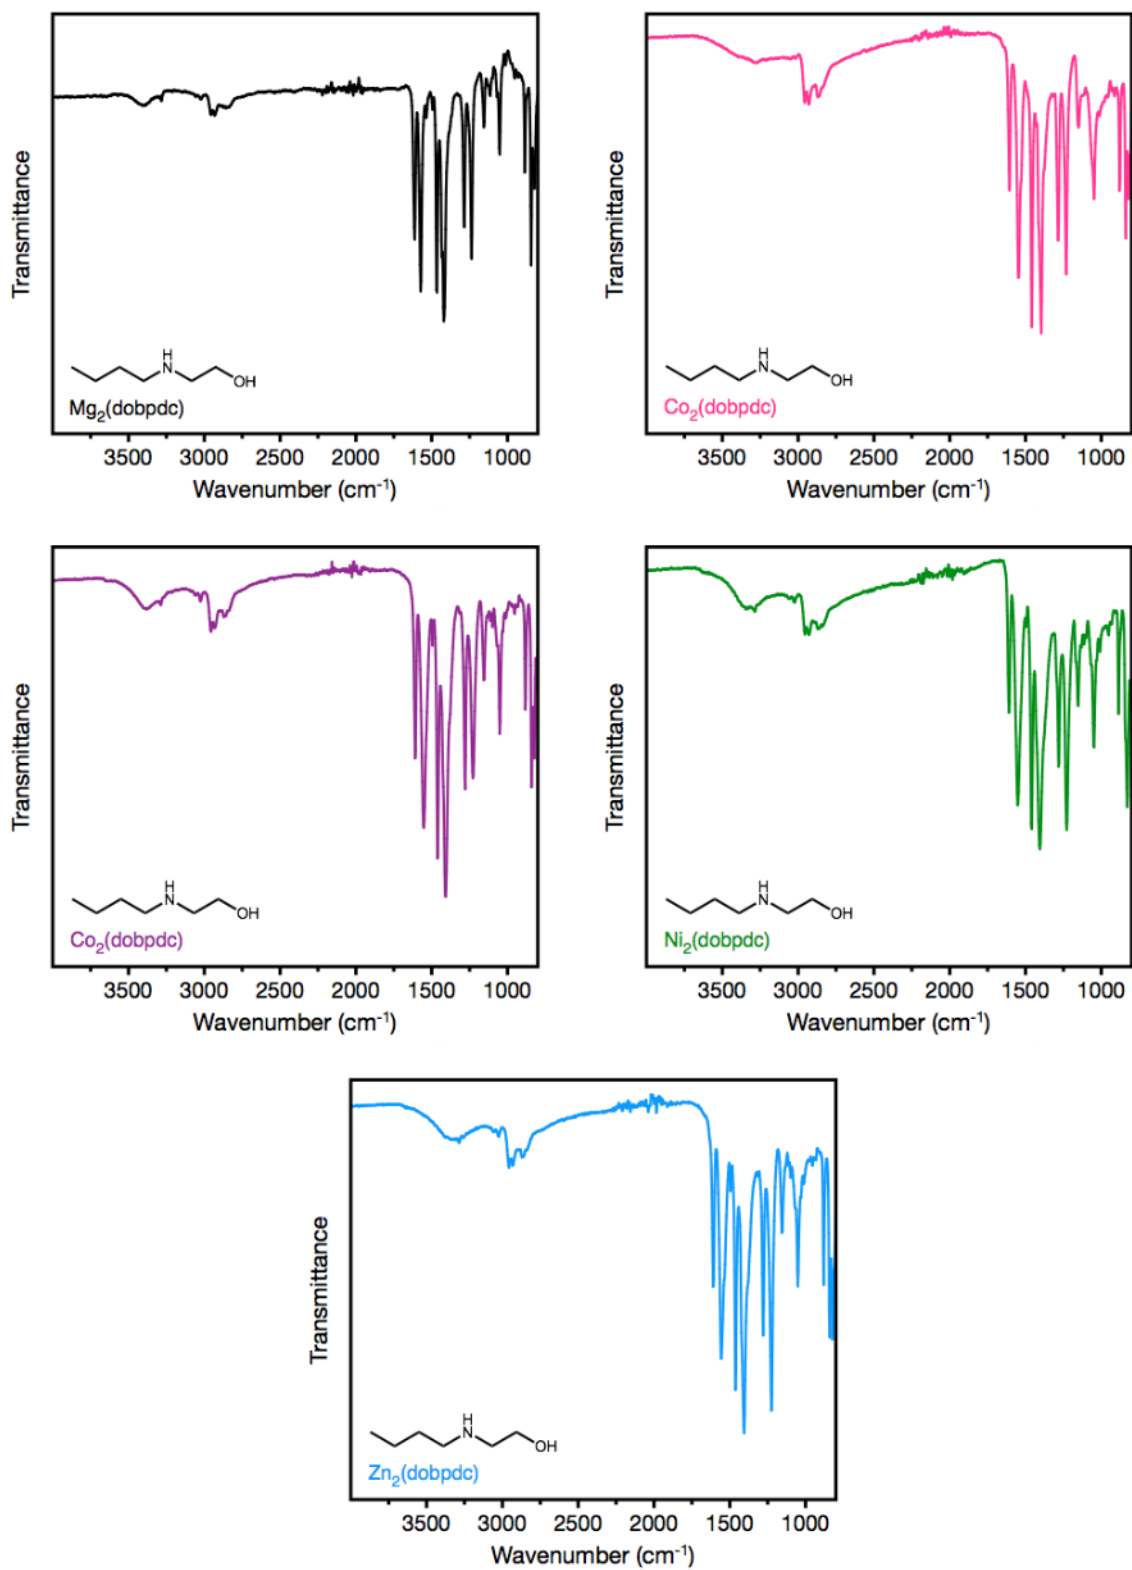 Transmittance
H
N
OH
Mg₂(dobpdc)
3500 3000 2500 2000 1500 1000
Wavenumber (cm⁻¹)
Transmittance
H
N
OH
Co₂(dobpdc)
3500 3000 2500 2000 1500 1000
Wavenumber (cm⁻¹)
Transmittance
H
N
OH
Co₂(dobpdc)
3500 3000 2500 2000 1500 1000
Wavenumber (cm⁻¹)
Transmittance
H
N
OH
Ni₂(dobpdc)
3500 3000 2500 2000 1500 1000
Wavenumber (cm⁻¹)
Transmittance
H
N
OH
Zn₂(dobpdc)
3500 3000 2500 2000 1500 1000
Wavenumber (cm⁻¹)